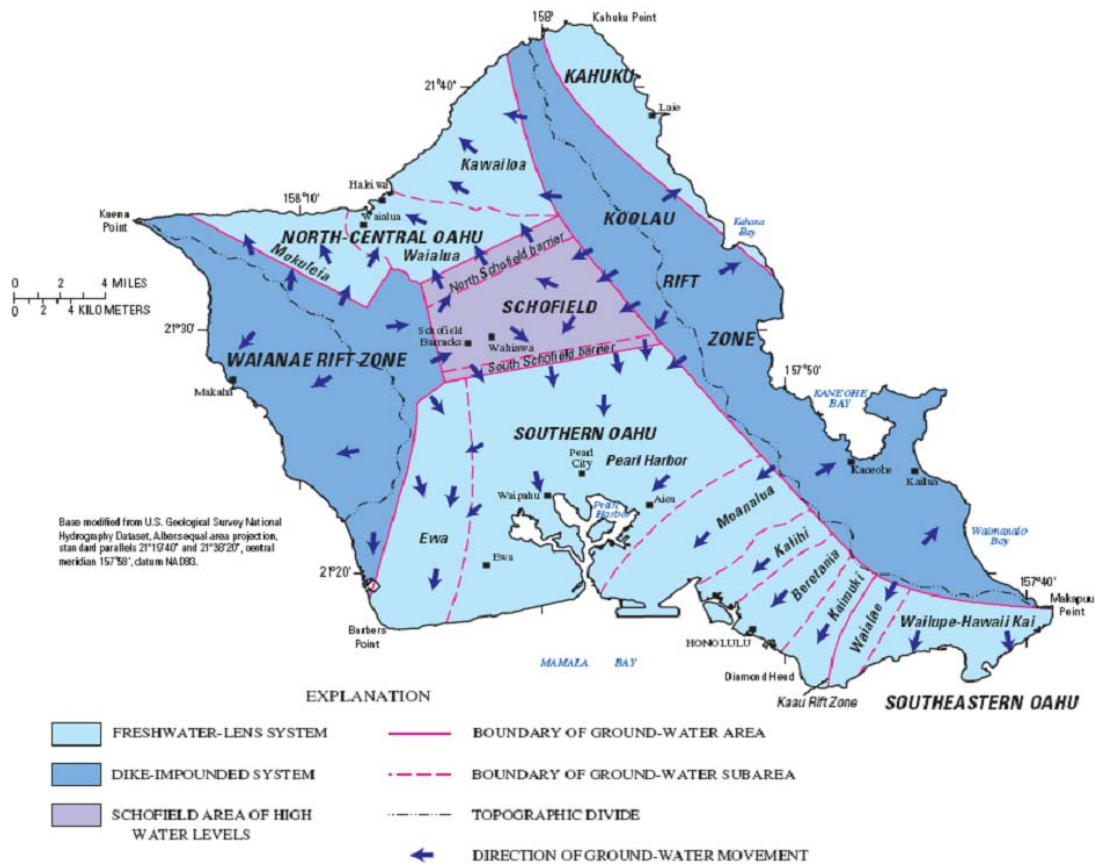 158°
Kahuku Point
KAHUKU
21°40'
Laie
Kawailoa
Haleiwa
158°10'
Kaena
Point
Waialua
KOOLAU
Kahana
Bay
NORTH-CENTRAL OAHU
Mokuleia
Waialua
North Schofield barrier
0 2 4 MILES
0 2 4 KILOMETERS
RIFT
SCHOFIELD
21°30'
Schofield
Barracks
Wahiawa
ZONE
WAIANAE RIFT-ZONE
South Schofield barrier
157°50'
Makaha
KANEOHE
BAY
SOUTHERN OAHU
Pearl
City
Pearl Harbor
Kaneohe
Kailua
Waipahu
Pearl
Harbor
Aiea
Moanalua
Waimanalo
Bay
Base modified from U.S. Geological Survey National
Hydrography Dataset, Albers equal area projection,
standard parallels 21°19'40" and 21°38'20", central
meridian 157°58', datum NAD83.
Ewa
Kalihi
Ewa
Beretania
21°20'
157°40'
Kaimuki
Makapuu
Point
Waialae
Wailupe-Hawaii Kai
Barbers
Point
HONOLULU
MAMALA BAY
Diamond Head
Kaau Rift Zone
SOUTHEASTERN OAHU
EXPLANATION
FRESHWATER-LENS SYSTEM
BOUNDARY OF GROUND-WATER AREA
DIKE-IMPOUNDED SYSTEM
BOUNDARY OF GROUND-WATER SUBAREA
SCHOFIELD AREA OF HIGH
WATER LEVELS
TOPOGRAPHIC DIVIDE
DIRECTION OF GROUND-WATER MOVEMENT